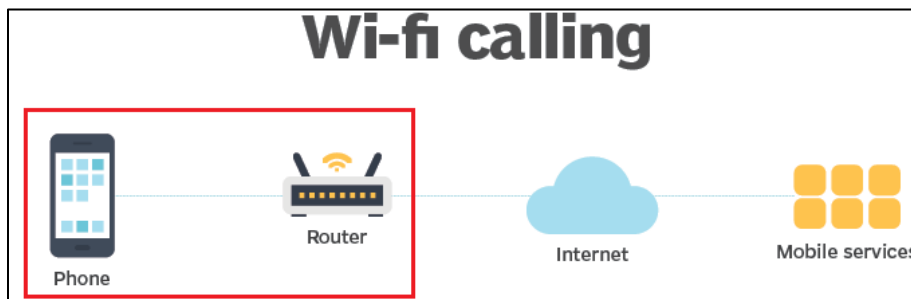 Wi-fi calling
Phone
Router
Internet
Mobile services